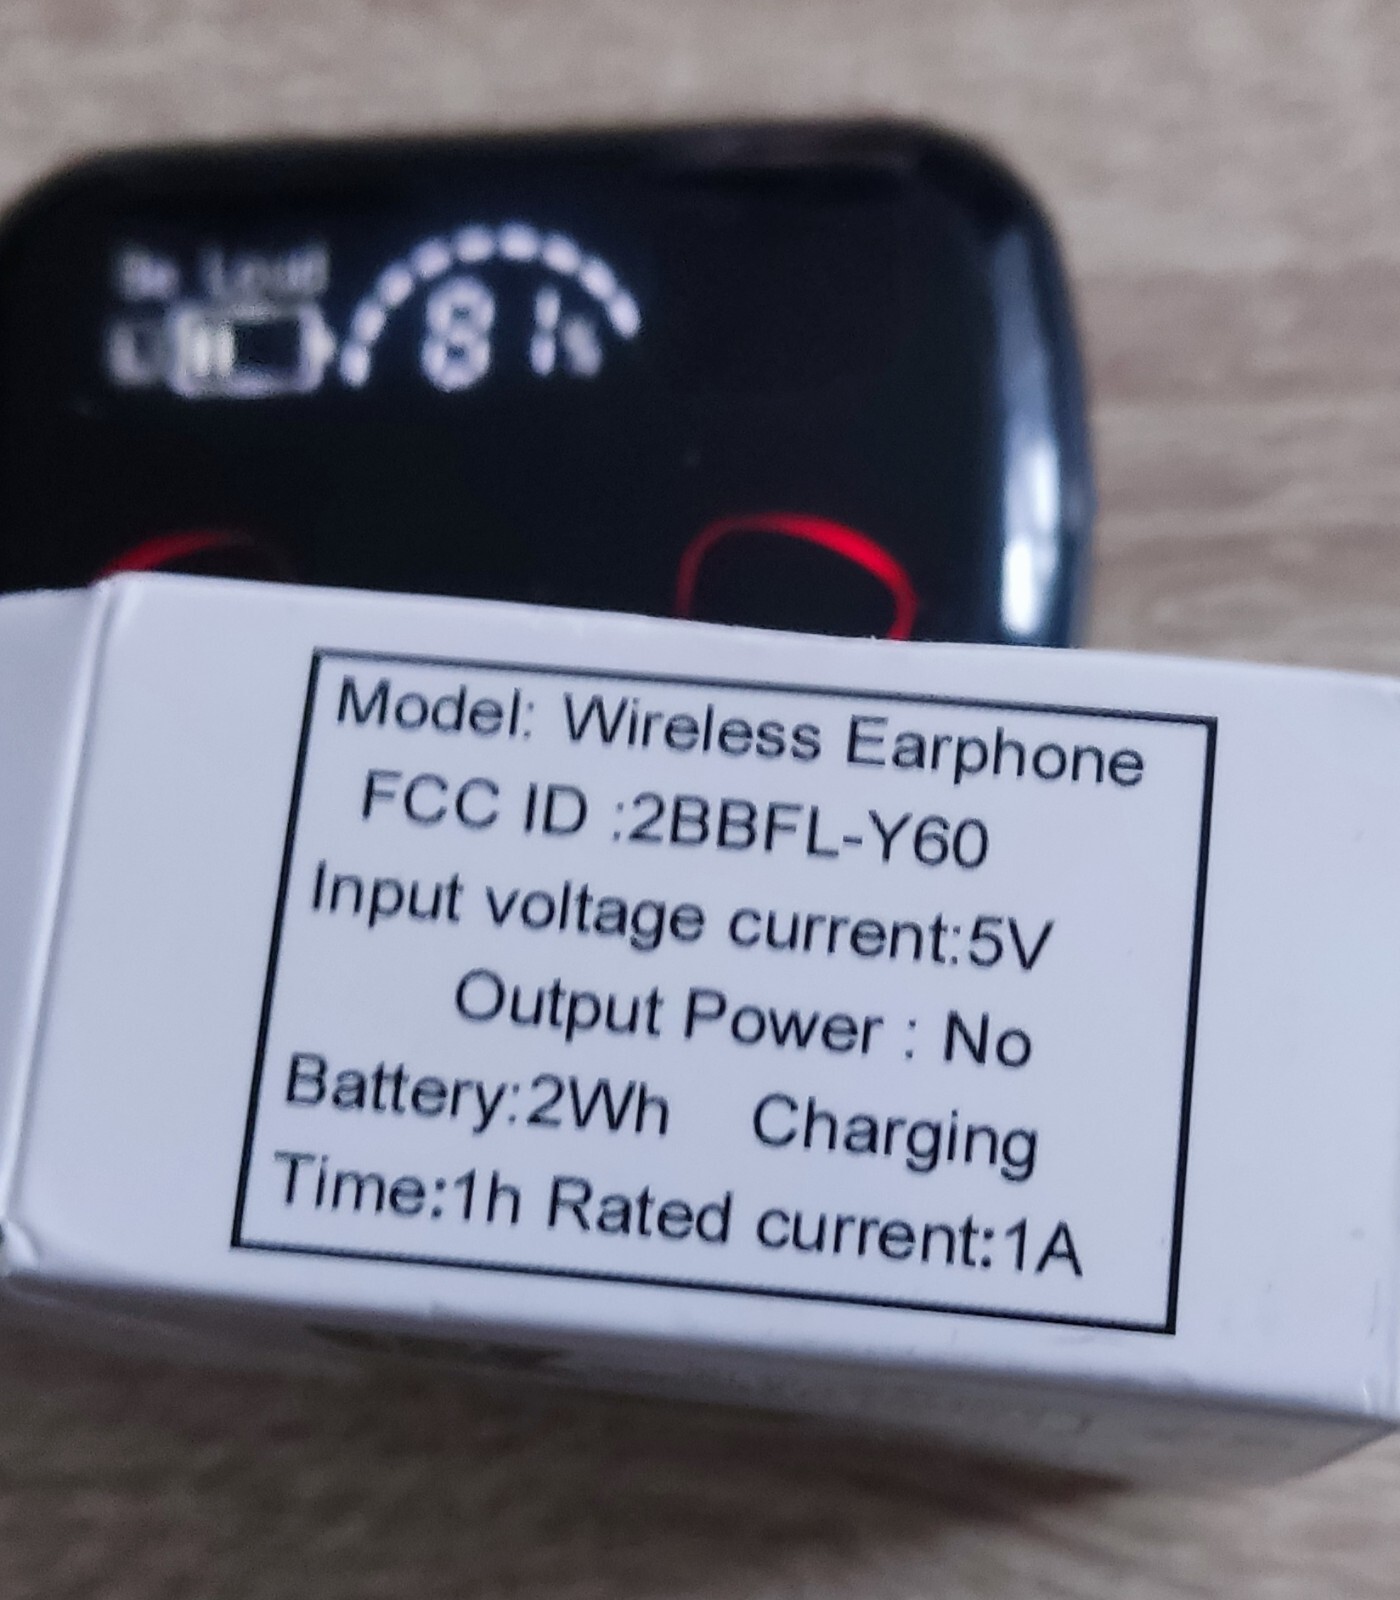 81%
Model: Wireless Earphone
FCC ID :2BBFL-Y60
Input voltage current:5V
Output Power : No
Battery:2Wh Charging
Time:1h Rated current:1A